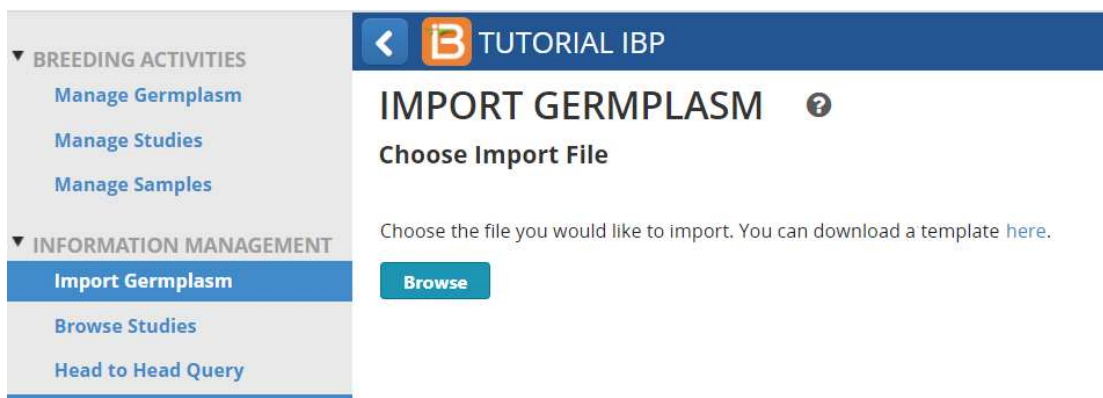 BREEDING ACTIVITIES
Manage Germplasm
Manage Studies
Manage Samples
INFORMATION MANAGEMENT
Import Germplasm
Browse Studies
Head to Head Query
TUTORIAL IBP
IMPORT GERMPLASM
Choose Import File
Choose the file you would like to import. You can download a template here.
Browse